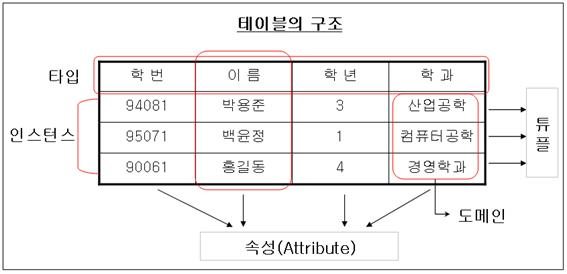 테이블의 구조
타입 학 번 이 름 학 년 학 과
94081 박용준 3 산업공학
인스턴스 95071 백윤정 1 컴퓨터공학
90061 홍길동 4 경영학과
튜플
도메인
속성(Attribute)